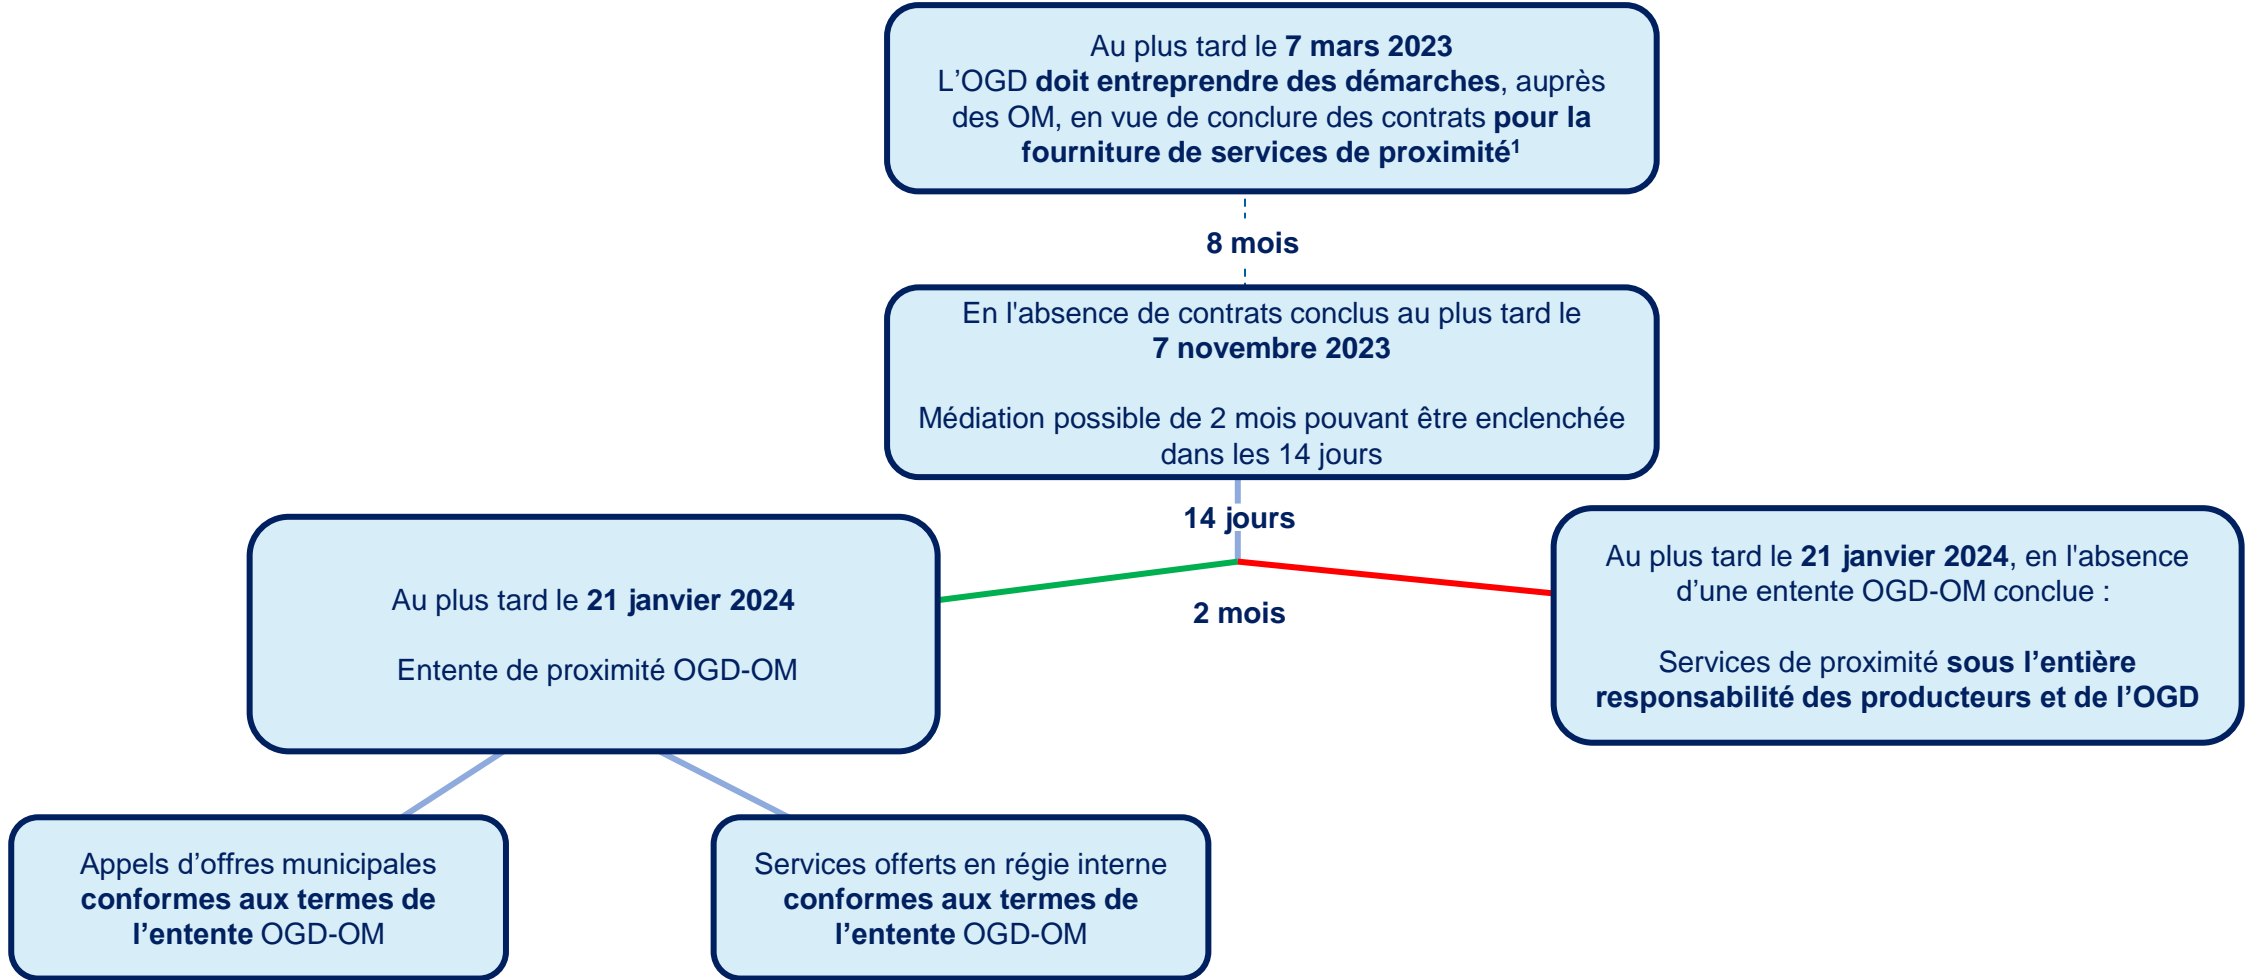 Au plus tard le 7 mars 2023
L’OGD doit entreprendre des démarches, auprès
des OM, en vue de conclure des contrats pour la
fourniture de services de proximité¹
8 mois
En l'absence de contrats conclus au plus tard le
7 novembre 2023
Médiation possible de 2 mois pouvant être enclenchée
dans les 14 jours
14 jours
2 mois
Au plus tard le 21 janvier 2024
Entente de proximité OGD-OM
Au plus tard le 21 janvier 2024, en l'absence
d’une entente OGD-OM conclue :
Services de proximité sous l’entière
responsabilité des producteurs et de l’OGD
Appels d’offres municipales
conformes aux termes de
l’entente OGD-OM
Services offerts en régie interne
conformes aux termes de
l’entente OGD-OM